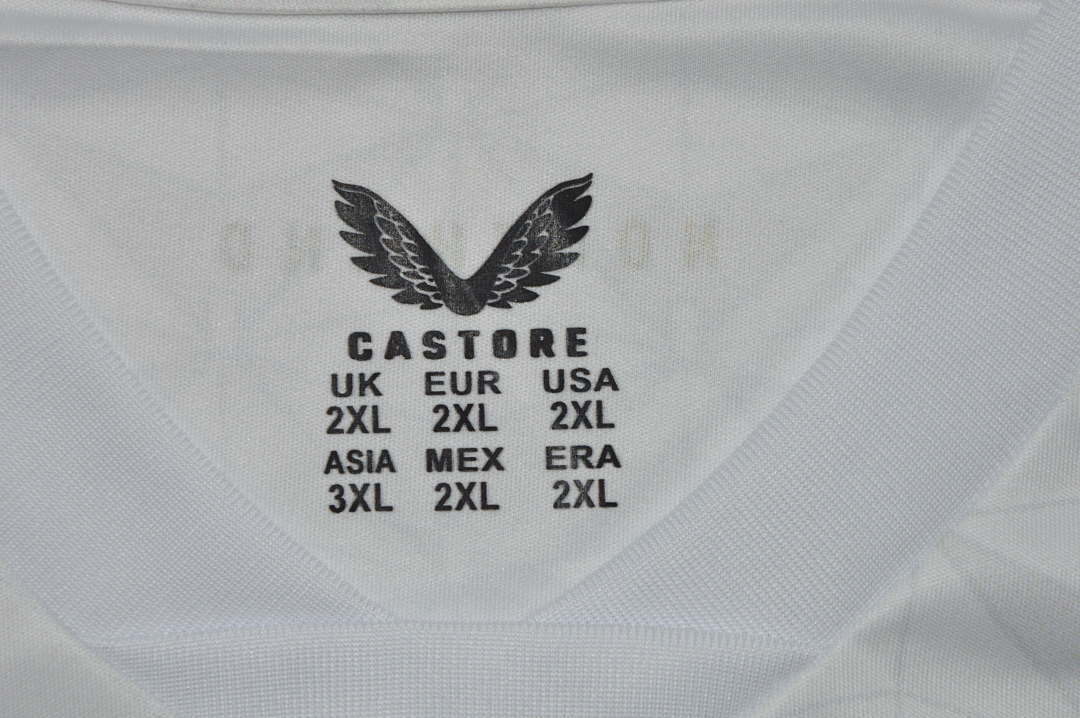 CASTORE
UK EUR USA
2XL 2XL 2XL
ASIA MEX ERA
3XL 2XL 2XL